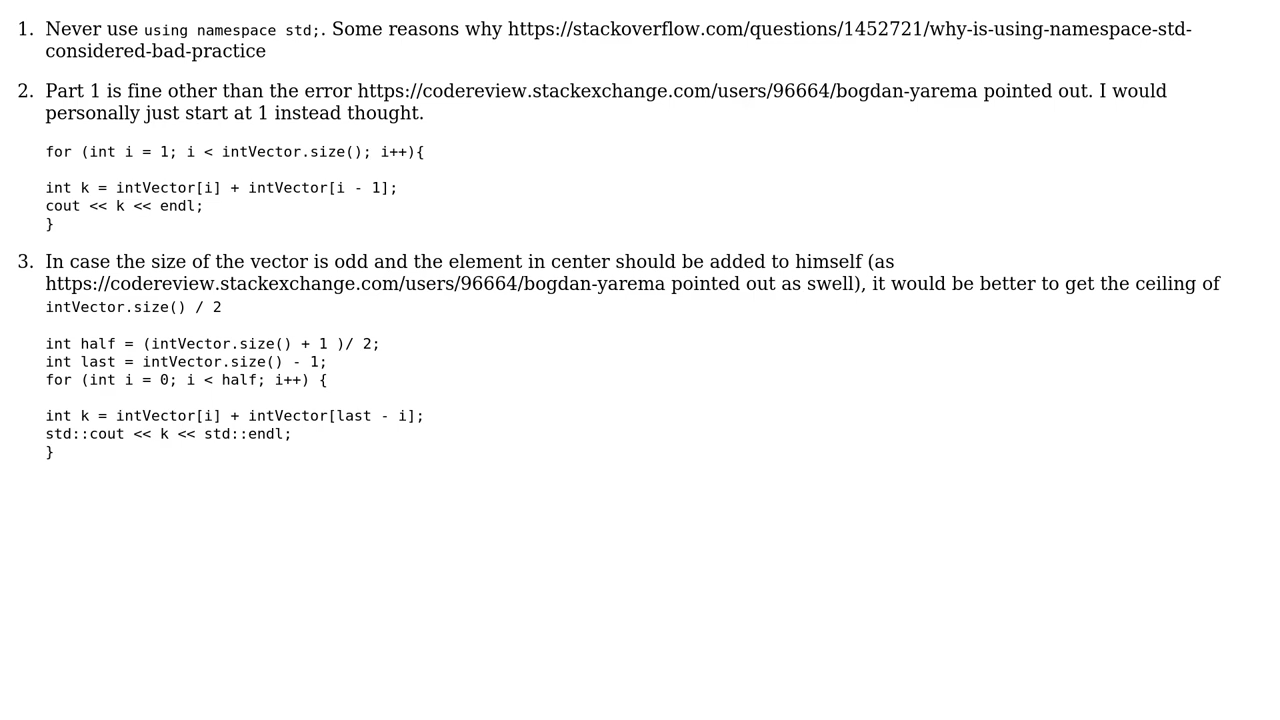 1. Never use using namespace std;. Some reasons why https://stackoverflow.com/questions/1452721/why-is-using-namespace-std-
considered-bad-practice
2. Part 1 is fine other than the error https://codereview.stackexchange.com/users/96664/bogdan-yarema pointed out. I would
personally just start at 1 instead thought.
for (int i = 1; i < intVector.size(); i++){
int k = intVector[i] + intVector[i - 1];
cout << k << endl;
}
3. In case the size of the vector is odd and the element in center should be added to himself (as
https://codereview.stackexchange.com/users/96664/bogdan-yarema pointed out as swell), it would be better to get the ceiling of
intVector.size() / 2
int half = (intVector.size() + 1 )/ 2;
int last = intVector.size() - 1;
for (int i = 0; i < half; i++) {
int k = intVector[i] + intVector[last - i];
std::cout << k << std::endl;
}